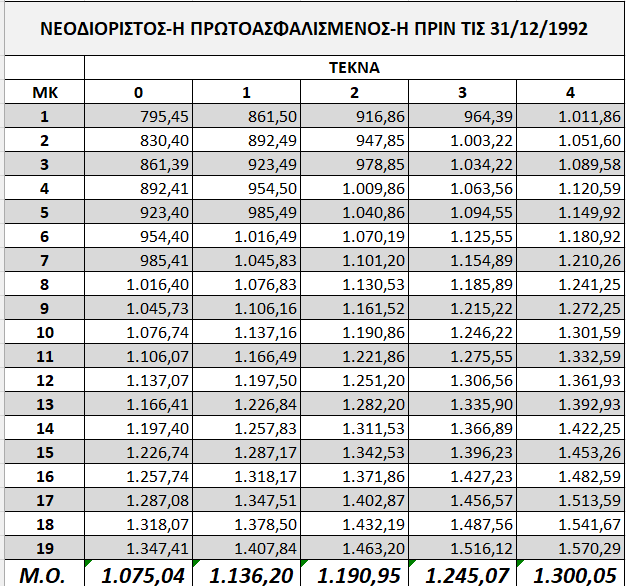 ΝΕΟΔΙΟΡΙΣΤΟΣ-Η ΠΡΩΤΟΑΣΦΑΛΙΣΜΕΝΟΣ-Η ΠΡΙΝ ΤΙΣ 31/12/1992
ΤΕΚΝΑ
ΜΚ 0 1 2 3 4
1 795,45 861,50 916,86 964,39 1.011,86
2 830,40 892,49 947,85 1.003,22 1.051,60
3 861,39 923,49 978,85 1.034,22 1.089,58
4 892,41 954,50 1.009,86 1.063,56 1.120,59
5 923,40 985,49 1.040,86 1.094,55 1.149,92
6 954,40 1.016,49 1.070,19 1.125,55 1.180,92
7 985,41 1.045,83 1.101,20 1.154,89 1.210,26
8 1.016,40 1.076,83 1.130,53 1.185,89 1.241,25
9 1.045,73 1.106,16 1.161,52 1.215,22 1.272,25
10 1.076,74 1.137,16 1.190,86 1.246,22 1.301,59
11 1.106,07 1.166,49 1.221,86 1.275,55 1.332,59
12 1.137,07 1.197,50 1.251,20 1.306,56 1.361,93
13 1.166,41 1.226,84 1.282,20 1.335,90 1.392,93
14 1.197,40 1.257,83 1.311,53 1.366,89 1.422,25
15 1.226,74 1.287,17 1.342,53 1.396,23 1.453,26
16 1.257,74 1.318,17 1.371,86 1.427,23 1.482,59
17 1.287,08 1.347,51 1.402,87 1.456,57 1.513,59
18 1.318,07 1.378,50 1.432,19 1.487,56 1.541,67
19 1.347,41 1.407,84 1.463,20 1.516,12 1.570,29
Μ.Ο. 1.075,04 1.136,20 1.190,95 1.245,07 1.300,05